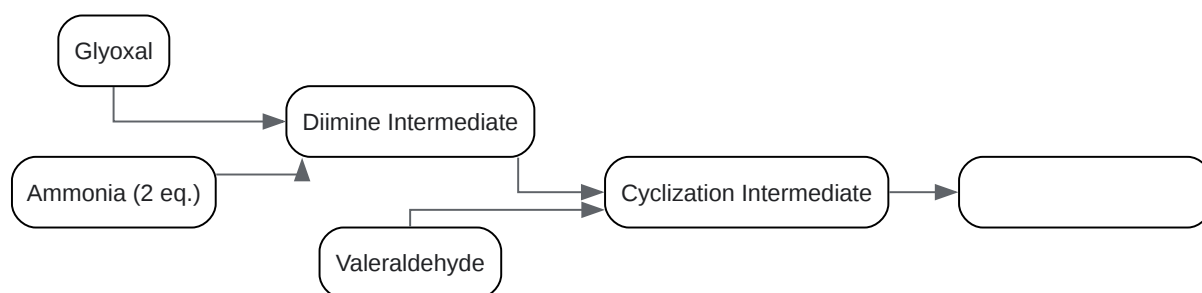 Glyoxal
Diimine Intermediate
Ammonia (2 eq.)
Cyclization Intermediate
Valeraldehyde